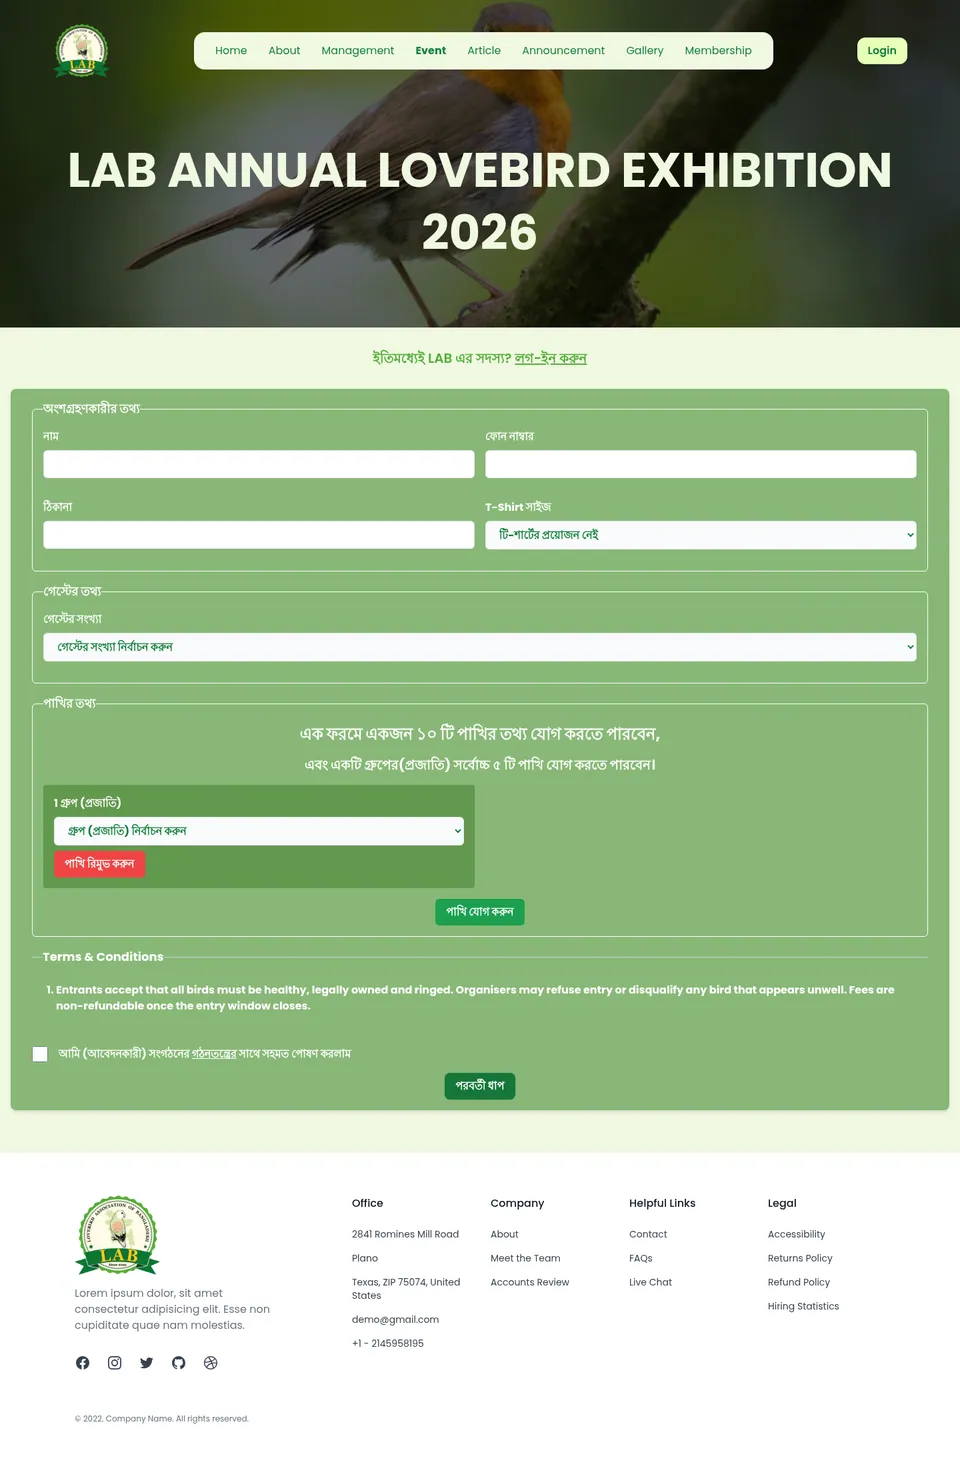 LAB
Home
About
Management
Event
Article
Announcement
Gallery
Membership
Login
LAB ANNUAL LOVEBIRD EXHIBITION
2026
ইতিমধ্যেই LAB এর সদস্য? লগ-ইন করুন
অংশগ্রহণকারীর তথ্য
নাম
ফোন নাম্বার
ঠিকানা
T-Shirt সাইজ
টি-শার্টের প্রয়োজন নেই
গেস্টের তথ্য
গেস্টের সংখ্যা
গেস্টের সংখ্যা নির্বাচন করুন
পাখির তথ্য
এক ফরমে একজন ১০ টি পাখির তথ্য যোগ করতে পারবেন,
এবং একটি গ্রুপের(প্রজাতি) সর্বোচ্চ ৫ টি পাখি যোগ করতে পারবেন।
1 গ্রুপ (প্রজাতি)
গ্রুপ (প্রজাতি) নির্বাচন করুন
পাখি রিমুভ করুন
পাখি যোগ করুন
Terms & Conditions
1. Entrants accept that all birds must be healthy, legally owned and ringed. Organisers may refuse entry or disqualify any bird that appears unwell. Fees are
non-refundable once the entry window closes.
আমি (আবেদনকারী) সংগঠনের গঠনতন্ত্রের সাথে সহমত পোষণ করলাম
পরবর্তী ধাপ
LOVEBIRD ASSOCIATION OF BANGLADESH
LAB
Lorem ipsum dolor, sit amet
consectetur adipisicing elit. Esse non
cupiditate quae nam molestias.
Office
2841 Romines Mill Road
Plano
Texas, ZIP 75074, United
States
demo@gmail.com
+1 - 2145958195
Company
About
Meet the Team
Accounts Review
Helpful Links
Contact
FAQs
Live Chat
Legal
Accessibility
Returns Policy
Refund Policy
Hiring Statistics
© 2022. Company Name. All rights reserved.